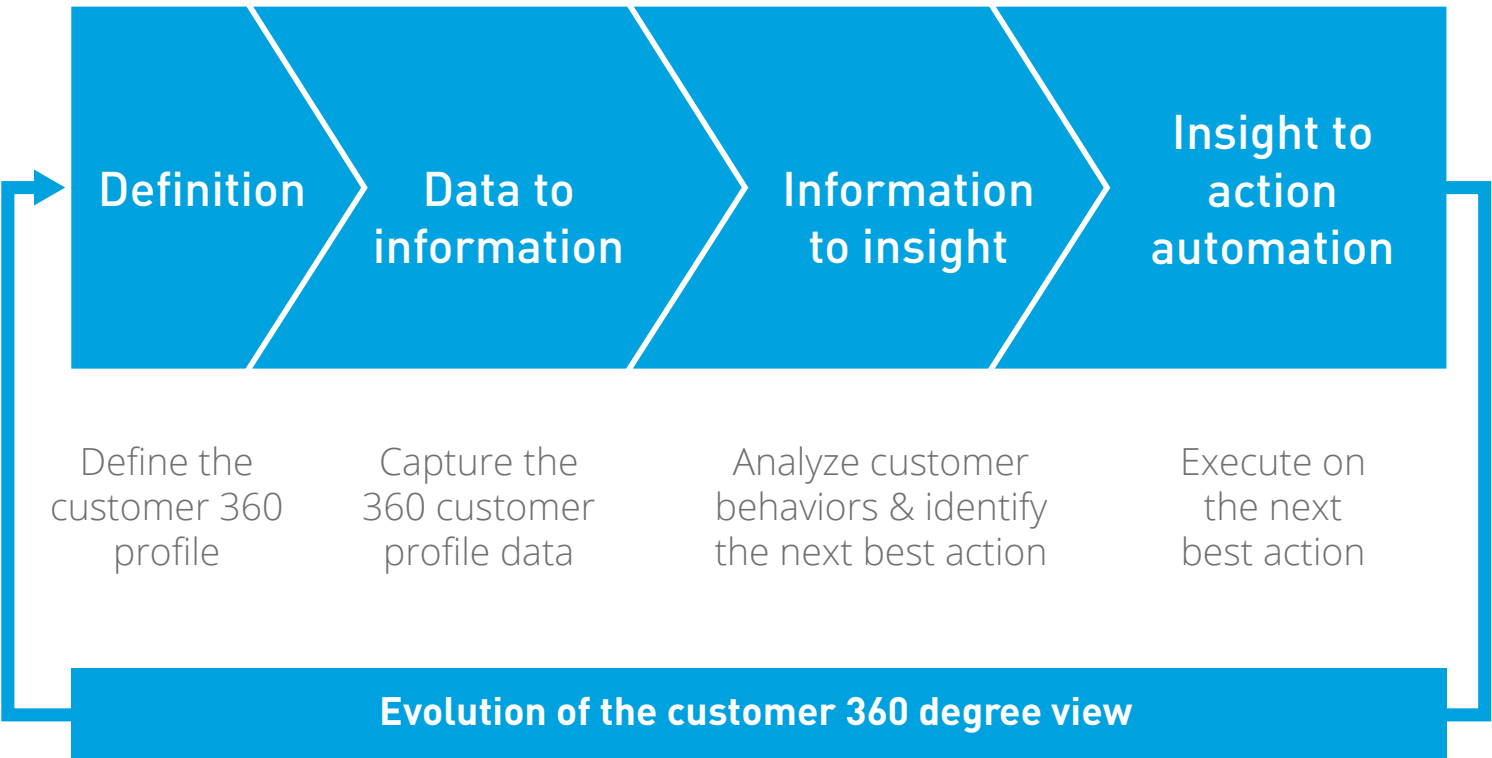 Definition
Data to
information
Information
to insight
Insight to
action
automation
Define the
customer 360
profile
Capture the
360 customer
profile data
Analyze customer
behaviors & identify
the next best action
Execute on
the next
best action
Evolution of the customer 360 degree view